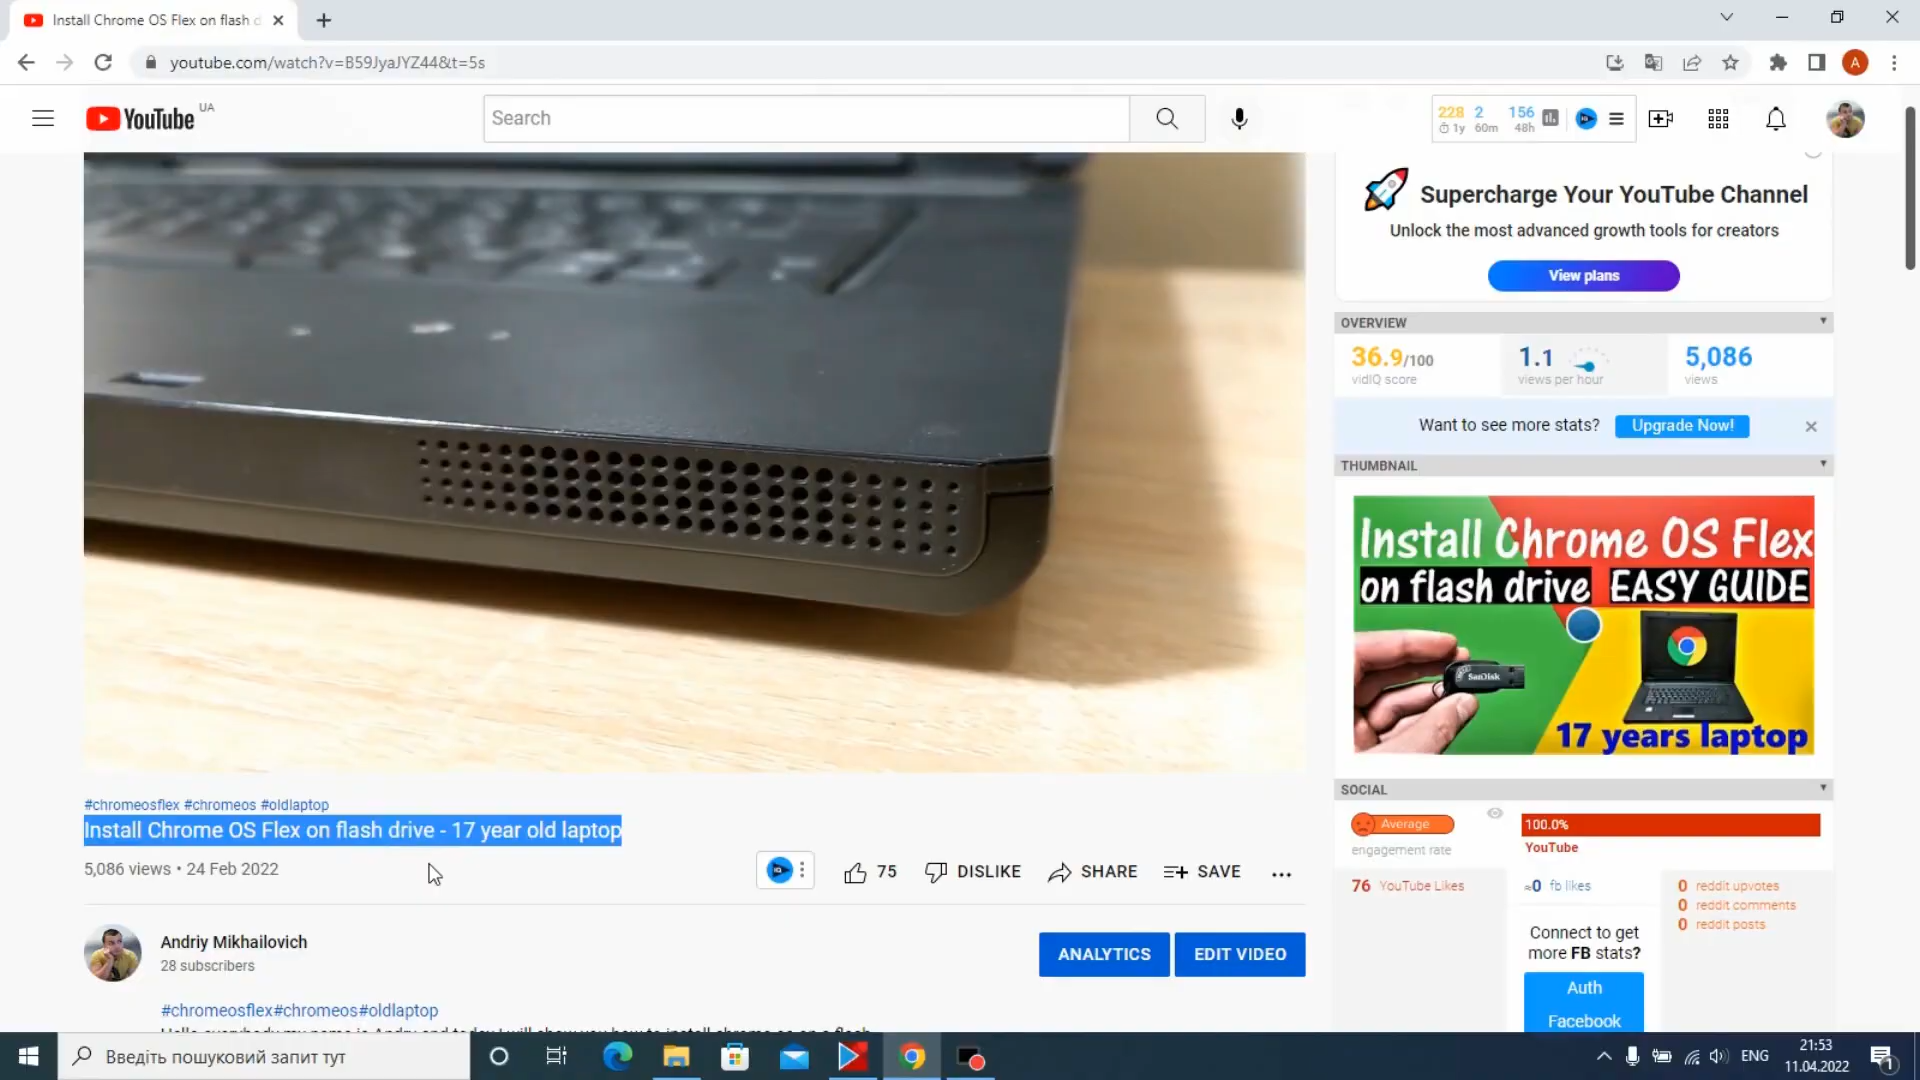 Install Chrome OS Flex on flash d
youtube.com/watch?v=B59JyaJYZ44&t=5s
A
YouTube UA
Search
228 2 156
1y 60m 48h
Supercharge Your YouTube Channel
Unlock the most advanced growth tools for creators
View plans
OVERVIEW
36.9/100
vidIQ score
1.1
views per hour
5,086
views
Want to see more stats? Upgrade Now!
THUMBNAIL
Install Chrome OS Flex
on flash drive EASY GUIDE
SanDisk
17 years laptop
#chromeosflex #chromeos #oldlaptop
Install Chrome OS Flex on flash drive - 17 year old laptop
5,086 views • 24 Feb 2022
75 DISLIKE SHARE SAVE
Andriy Mikhailovich
28 subscribers
ANALYTICS EDIT VIDEO
#chromeosflex#chromeos#oldlaptop
SOCIAL
Average
engagement rate
100.0%
YouTube
76 YouTube Likes
≈0 fb likes
0 reddit upvotes
0 reddit comments
0 reddit posts
Connect to get
more FB stats?
Auth
Facebook
Введіть пошуковий запит тут
ENG
21:53
11.04.2022
1